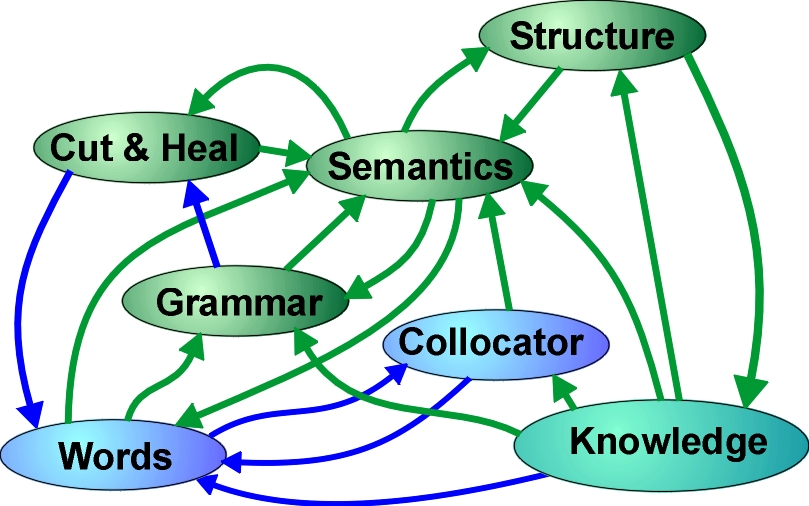 Structure
Cut & Heal
Semantics
Grammar
Collocator
Words
Knowledge